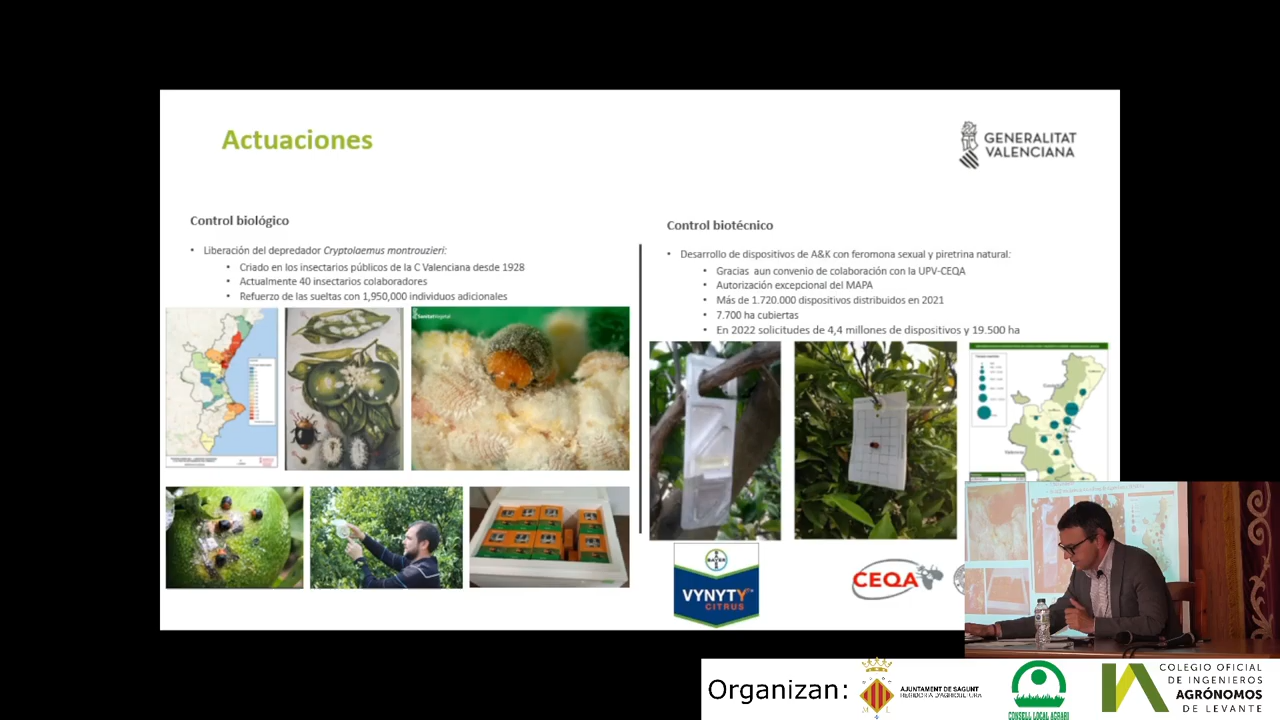 Actuaciones
GENERALITAT
VALENCIANA
Control biológico
• Liberación del depredador Cryptolaemus montrouzieri:
• Criado en los insectarios públicos de la C Valenciana desde 1928
• Actualmente 40 insectarios colaboradores
• Refuerzo de las sueltas con 1,950,000 individuos adicionales
Control biotécnico
• Desarrollo de dispositivos de A&K con feromona sexual y piretrina natural:
• Gracias aun convenio de colaboración con la UPV-CEQA
• Autorización excepcional del MAPA
• Más de 1.720.000 dispositivos distribuidos en 2021
• 7.700 ha cubiertas
• En 2022 solicitudes de 4,4 millones de dispositivos y 19.500 ha
BAYER
VYNYTY
CITRUS
CEQA
Organizan:
AJUNTAMENT DE SAGUNT
REGIDORIA D'AGRICULTURA
CONSELL LOCAL AGRARI
COLEGIO OFICIAL
DE INGENIEROS
AGRÓNOMOS
DE LEVANTE